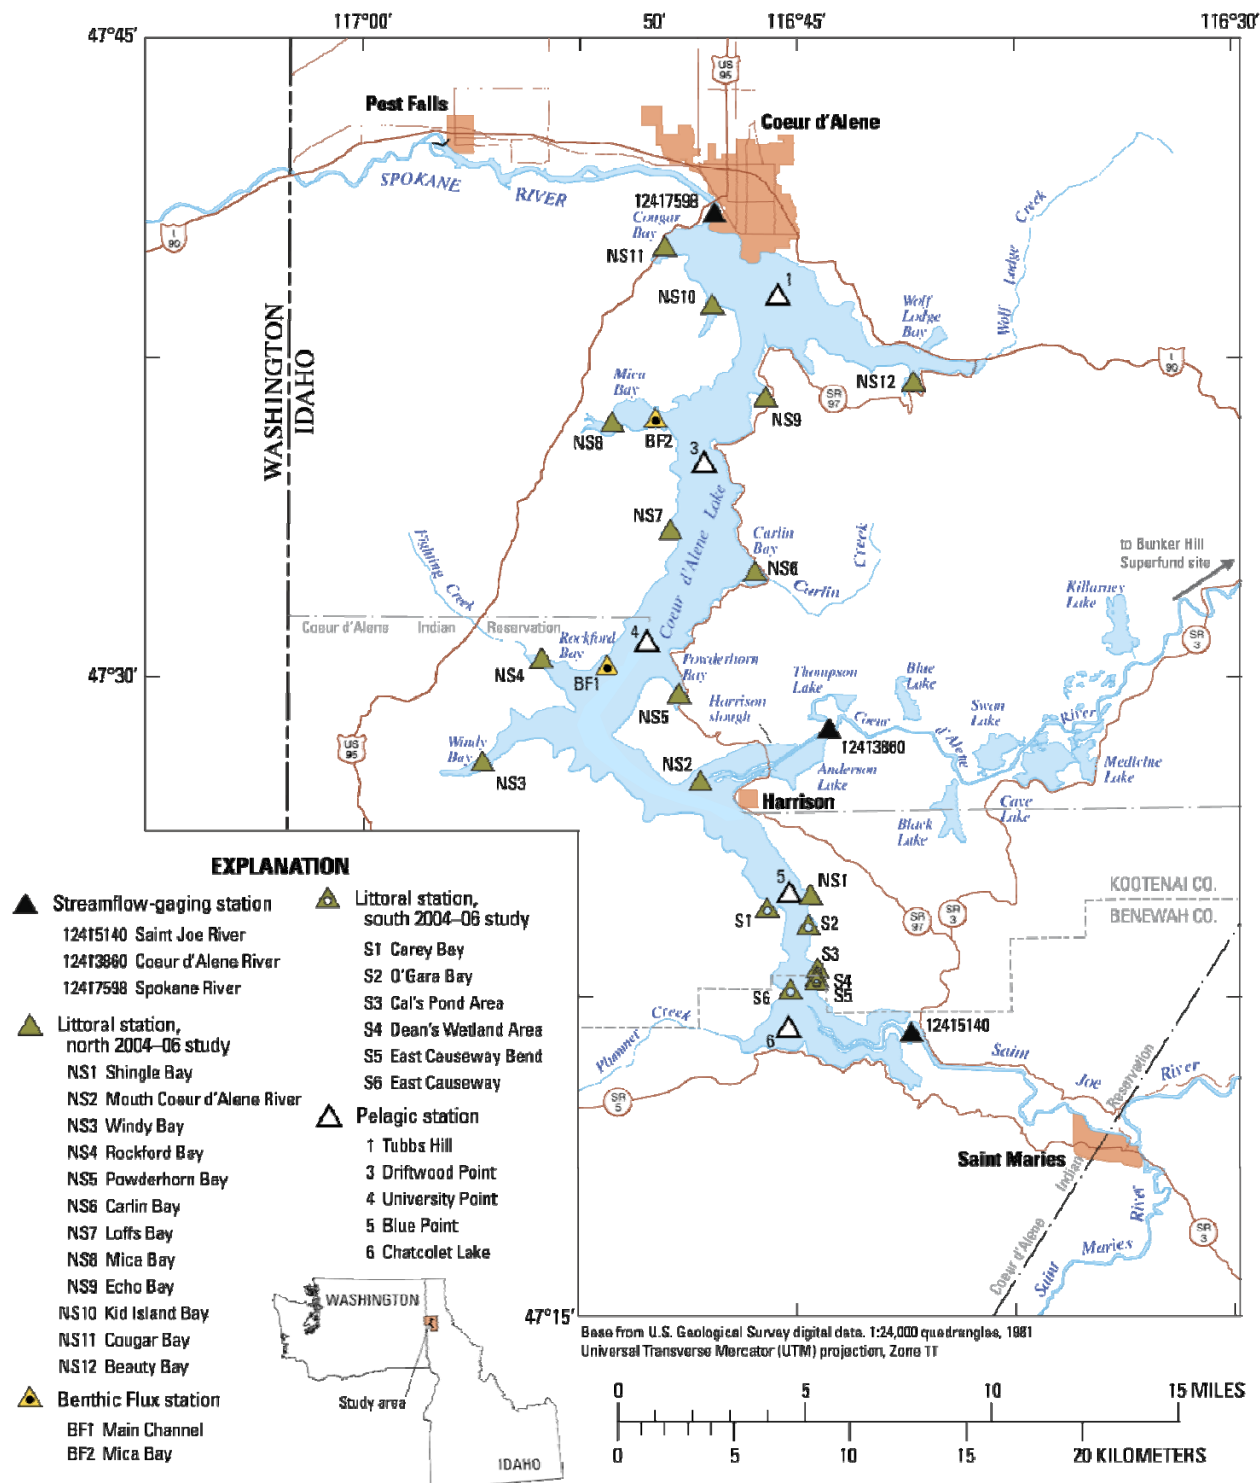 117°00′ 50′ 116°45′ 116°30′
47°45′
US 95
Post Falls
Coeur d'Alene
SPOKANE RIVER
12417598
Cougar
Bay
NS11
I 90
NS10
1
Wolf
Lodge
Bay
Wolf Lodge Creek
WASHINGTON
IDAHO
Mica
Bay
NS12
SR 97
I 90
NS9
NS8
BF2
3
NS7
Coeur d'Alene Lake
Carlin
Bay
NS6
Carlin Creek
to Bunker Hill
Superfund site
Fighting Creek
Killarney
Lake
SR 3
Coeur d'Alene Indian Reservation
Rockford
Bay
4
47°30′
NS4
BF1
Powderhorn
Bay
NS5
Harrison
slough
Thompson
Lake
Blue
Lake
Swan
Lake
Coeur d'Alene River
12413860
US 95
Windy
Bay
NS3
NS2
Anderson
Lake
Medicine
Lake
Harrison
Cave
Lake
Black
Lake
5
NS1
S1
S2
SR 97
SR 3
KOOTENAI CO.
BENEWAH CO.
S3
S4
S5
S6
Plummer Creek
6
12415140
Saint Joe River
SR 5
Saint Maries
Coeur d'Alene Indian Reservation
Saint Maries River
SR 3
47°15′
EXPLANATION
Streamflow-gaging station
12415140 Saint Joe River
12413860 Coeur d'Alene River
12417598 Spokane River
Littoral station,
north 2004–06 study
NS1 Shingle Bay
NS2 Mouth Coeur d'Alene River
NS3 Windy Bay
NS4 Rockford Bay
NS5 Powderhorn Bay
NS6 Carlin Bay
NS7 Loffs Bay
NS8 Mica Bay
NS9 Echo Bay
NS10 Kid Island Bay
NS11 Cougar Bay
NS12 Beauty Bay
Benthic Flux station
BF1 Main Channel
BF2 Mica Bay
Littoral station,
south 2004–06 study
S1 Carey Bay
S2 O'Gara Bay
S3 Cal's Pond Area
S4 Dean's Wetland Area
S5 East Causeway Bend
S6 East Causeway
Pelagic station
1 Tubbs Hill
3 Driftwood Point
4 University Point
5 Blue Point
6 Chatcolet Lake
WASHINGTON
Study area
IDAHO
Base from U.S. Geological Survey digital data. 1:24,000 quadrangles, 1981
Universal Transverse Mercator (UTM) projection, Zone 11
0 5 10 15 MILES
0 5 10 15 20 KILOMETERS